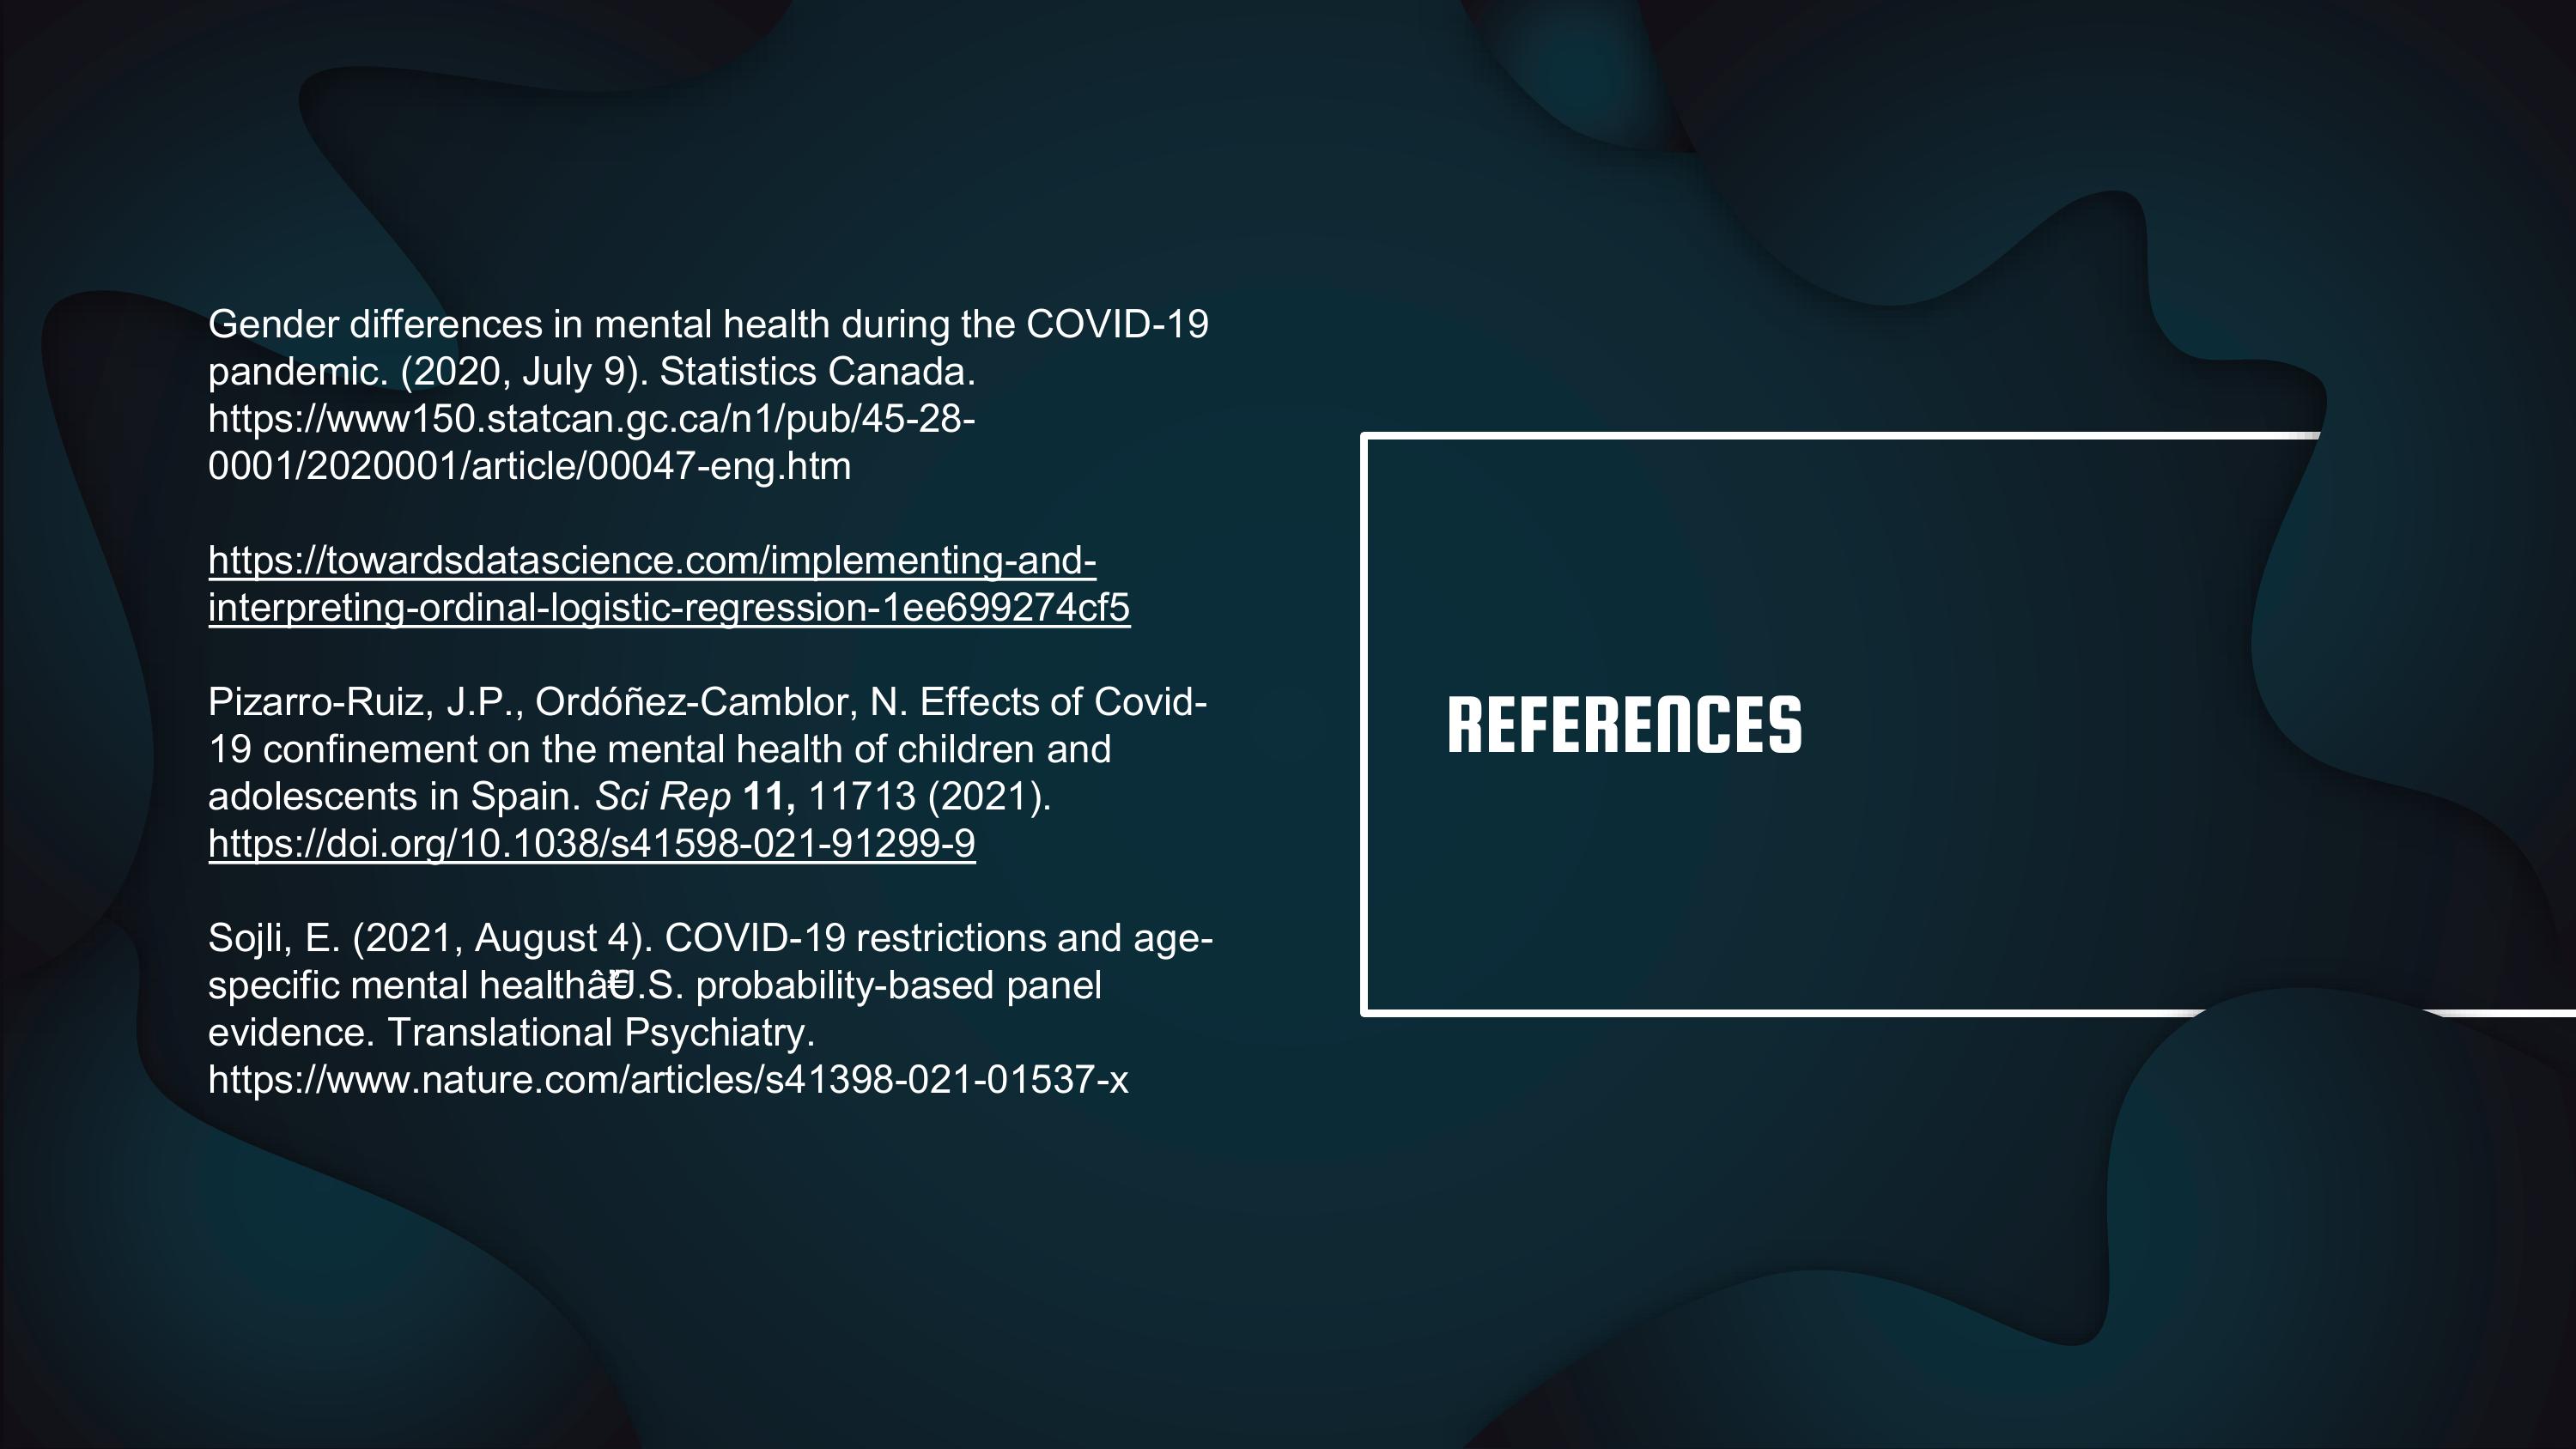 Gender differences in mental health during the COVID-19
pandemic. (2020, July 9). Statistics Canada.
https://www150.statcan.gc.ca/n1/pub/45-28-
0001/2020001/article/00047-eng.htm
https://towardsdatascience.com/implementing-and-
interpreting-ordinal-logistic-regression-1ee699274cf5
Pizarro-Ruiz, J.P., Ordóñez-Camblor, N. Effects of Covid-
19 confinement on the mental health of children and
adolescents in Spain. Sci Rep 11, 11713 (2021).
https://doi.org/10.1038/s41598-021-91299-9
Sojli, E. (2021, August 4). COVID-19 restrictions and age-
specific mental probability-based panel
evidence. Translational Psychiatry.
https://www.nature.com/articles/s41398-021-01537-x
REFERENCES